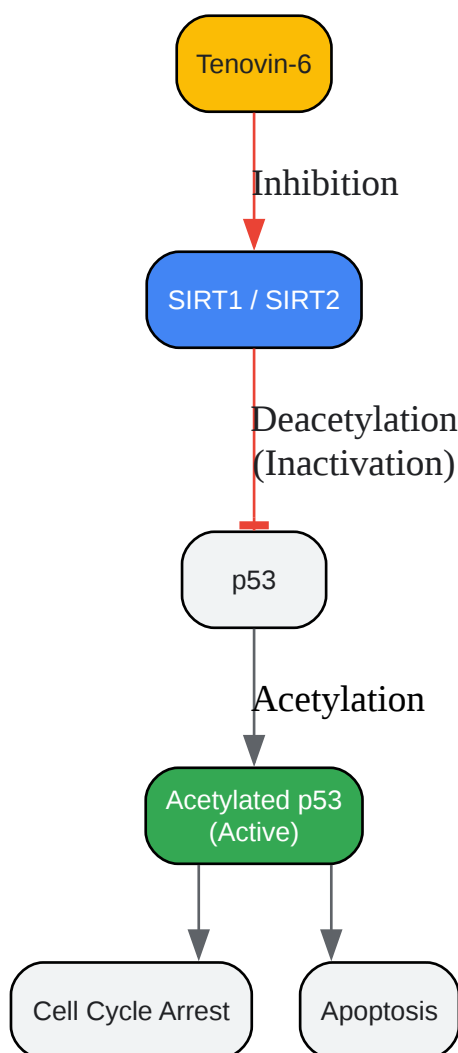 Tenovin-6
Inhibition
SIRT1 / SIRT2
Deacetylation
(Inactivation)
p53
Acetylation
Acetylated p53
(Active)
Cell Cycle Arrest
Apoptosis